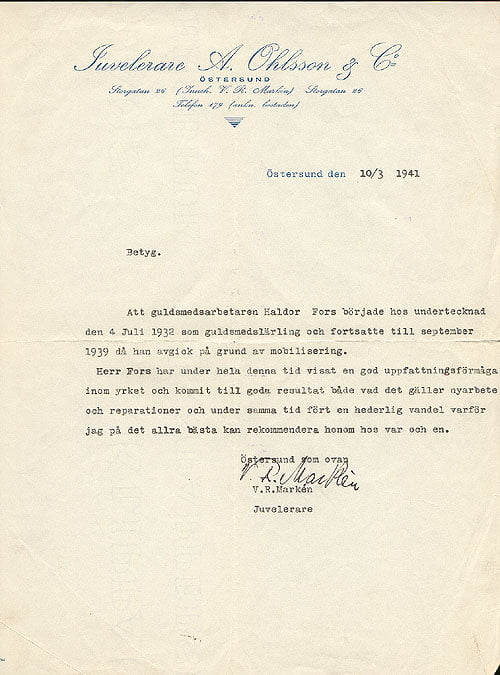 Juvelerare A. Ohlsson & Co
ÖSTERSUND
Storgatan 26 (Inneh. V. R. Markén) Storgatan 26
Telefon 179 (ankn. bostaden)
Östersund den 10/3 1941
Betyg.
Att guldsmedsarbetaren Haldor Fors började hos undertecknad
den 4 Juli 1932 som guldsmedslärling och fortsatte till september
1939 då han avgick på grund av mobilisering.
Herr Fors har under hela denna tid visat en god uppfattningsförmåga
inom yrket och kommit till goda resultat både vad det gäller nyarbete
och reparationer och under samma tid fört en hederlig vandel varför
jag på det allra bästa kan rekommendera honom hos var och en.
Östersund som ovan
V. R. Markén
V.R.Markén
Juvelerare